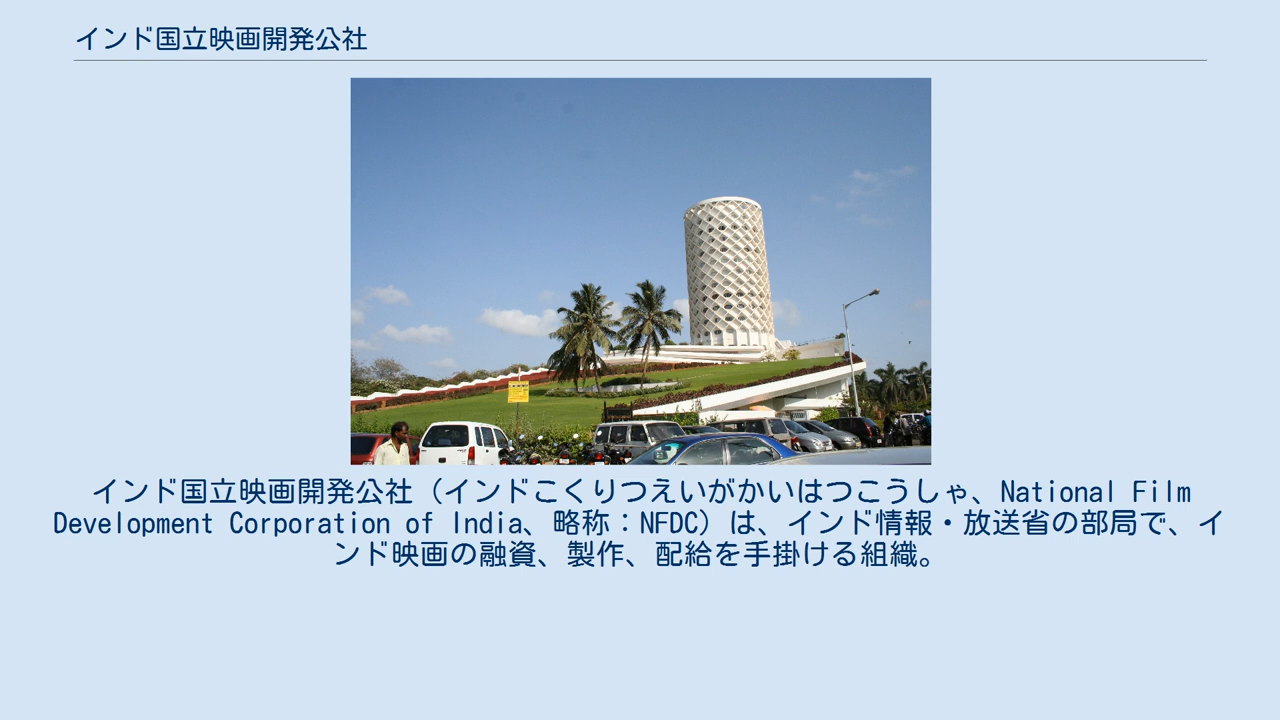 インド国立映画開発公社
インド国立映画開発公社（インドこくりつえいがかいはつこうしゃ、National Film
Development Corporation of India、略称：NFDC）は、インド情報・放送省の部局で、イ
ンド映画の融資、製作、配給を手掛ける組織。